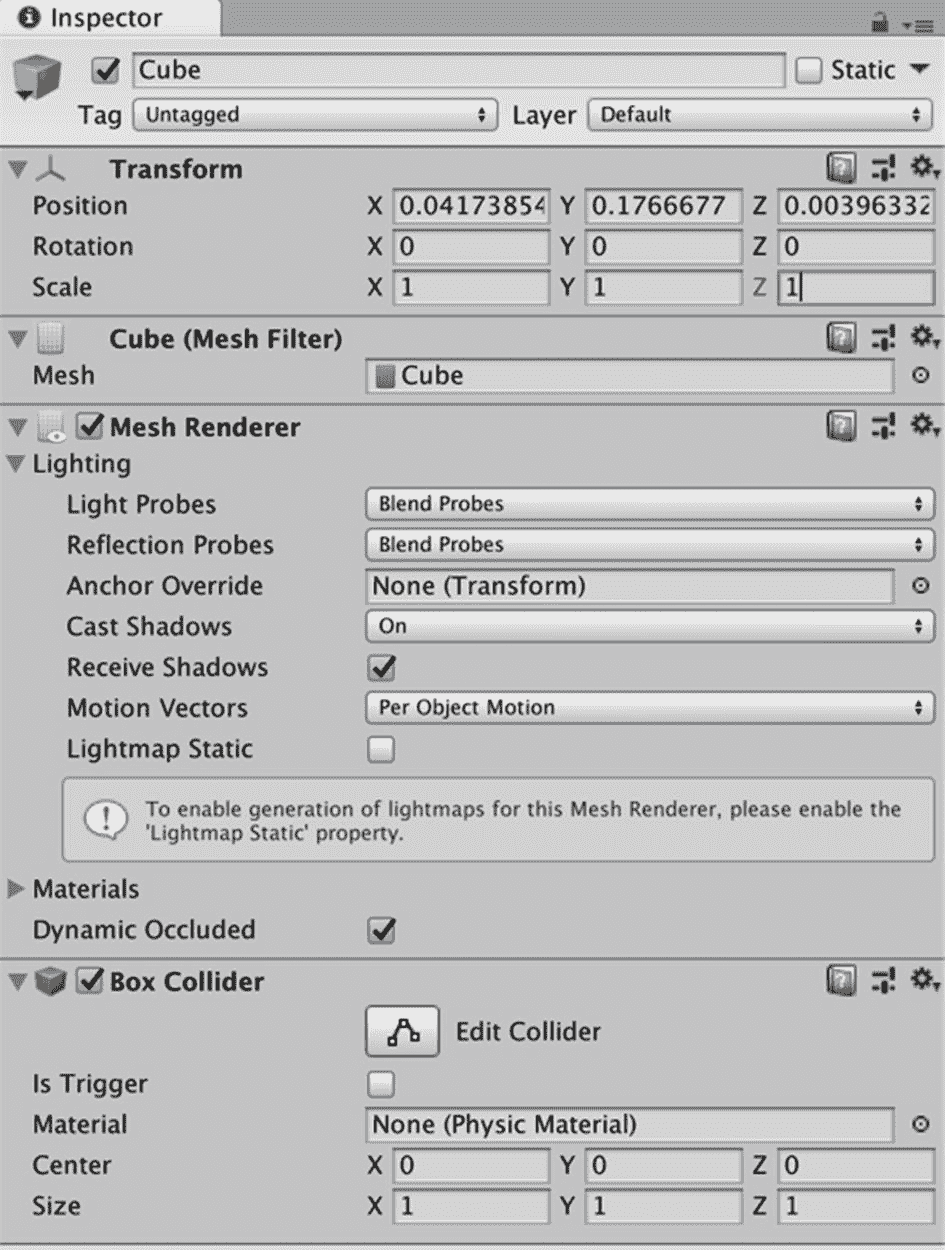 Inspector
Cube Static
Tag Untagged Layer Default
Transform
Position X 0.04173854 Y 0.1766677 Z 0.00396332
Rotation X 0 Y 0 Z 0
Scale X 1 Y 1 Z 1
Cube (Mesh Filter)
Mesh Cube
Mesh Renderer
Lighting
Light Probes Blend Probes
Reflection Probes Blend Probes
Anchor Override None (Transform)
Cast Shadows On
Receive Shadows
Motion Vectors Per Object Motion
Lightmap Static
To enable generation of lightmaps for this Mesh Renderer, please enable the
'Lightmap Static' property.
Materials
Dynamic Occluded
Box Collider
Edit Collider
Is Trigger
Material None (Physic Material)
Center X 0 Y 0 Z 0
Size X 1 Y 1 Z 1